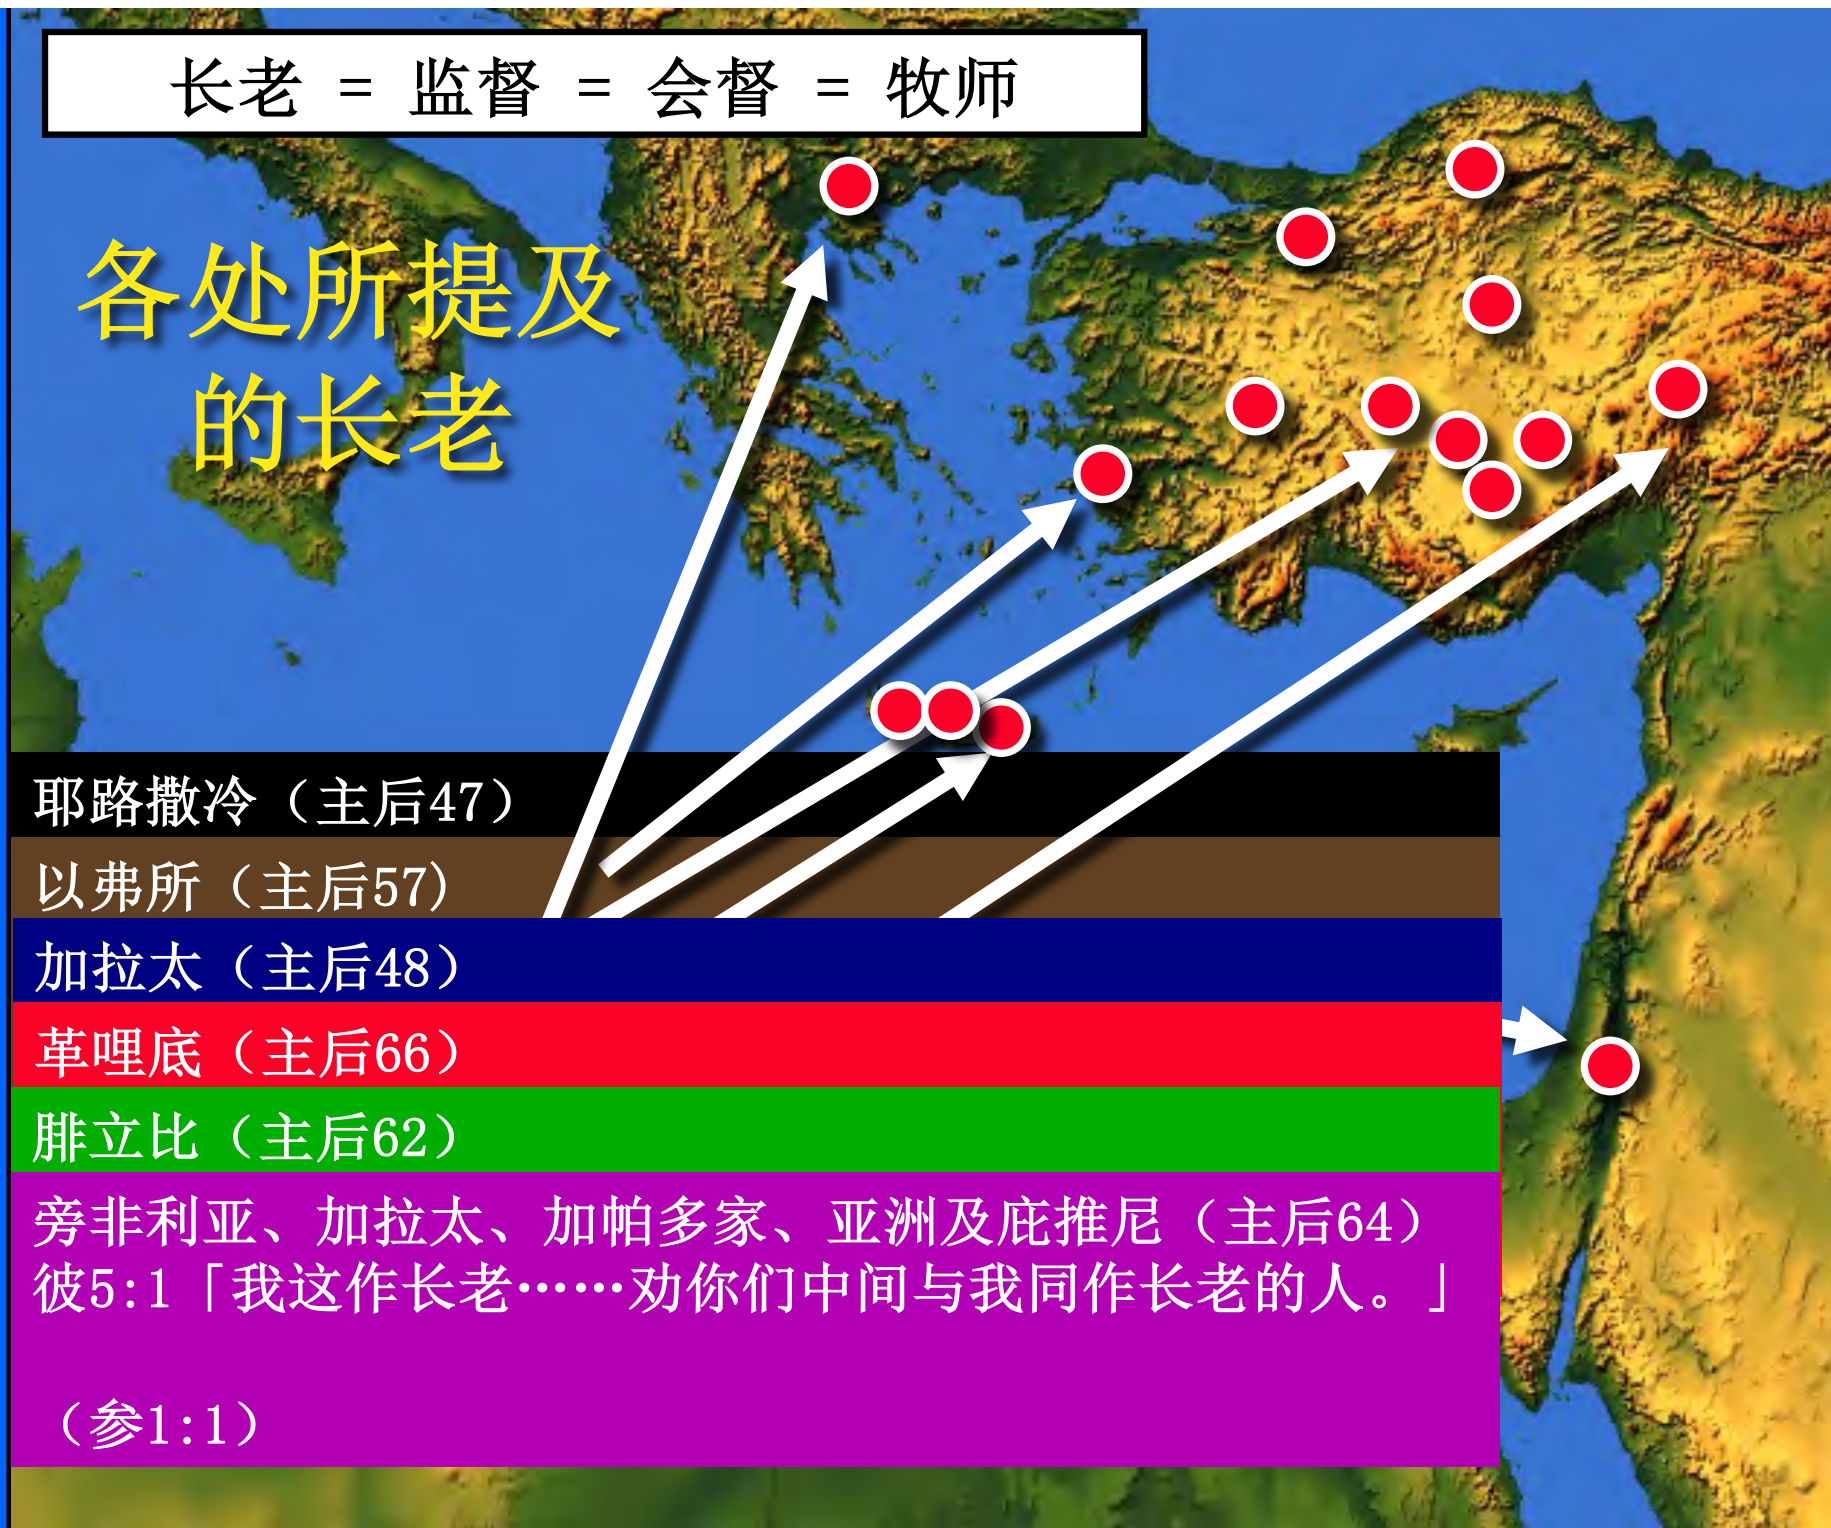 长老 = 监督 = 会督 = 牧师
各处所提及
的长老
耶路撒冷（主后47）
以弗所（主后57)
加拉太（主后48）
革哩底（主后66）
腓立比（主后62）
旁非利亚、加拉太、加帕多家、亚洲及庇推尼（主后64）
彼5:1「我这作长老……劝你们中间与我同作长老的人。」
（参1:1）